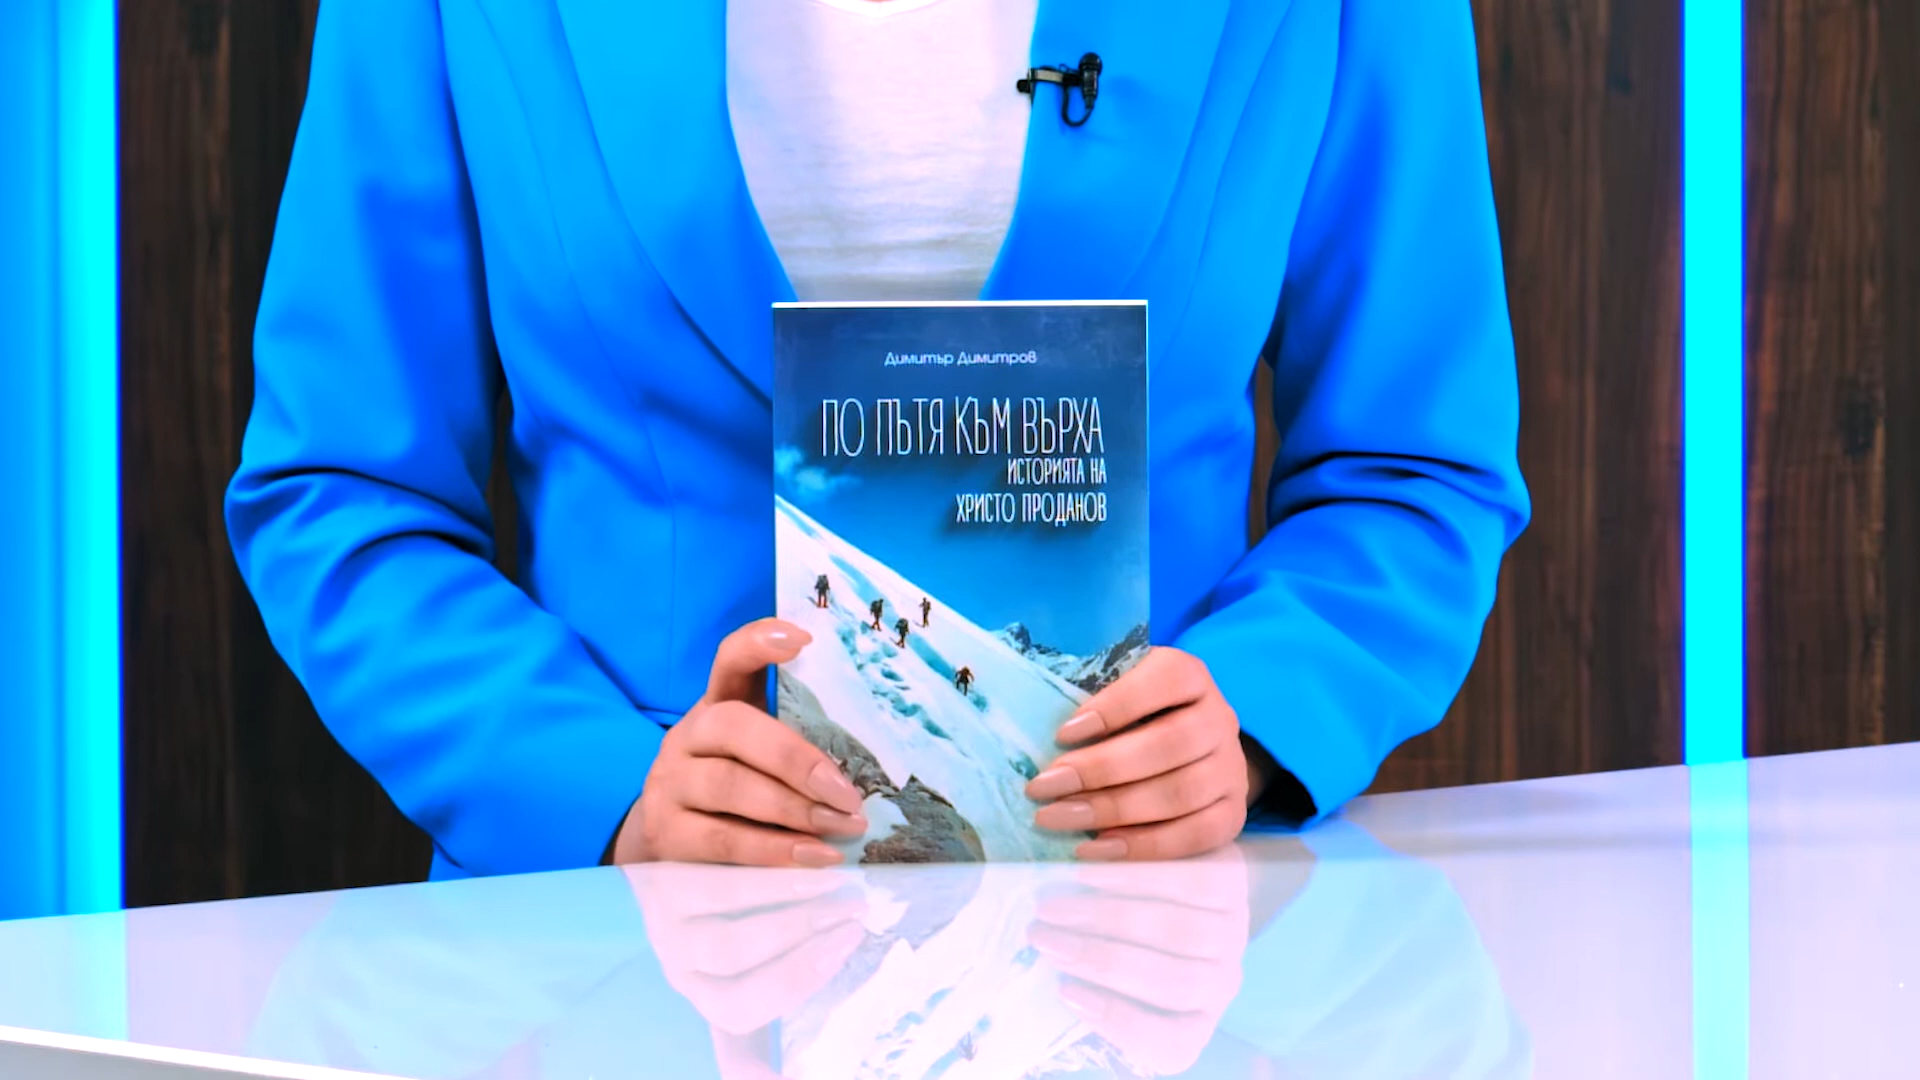 Димитър Димитров
ПО ПЪТЯ КЪМ ВЪРХА
ИСТОРИЯТА НА
ХРИСТО ПРОДАНОВ